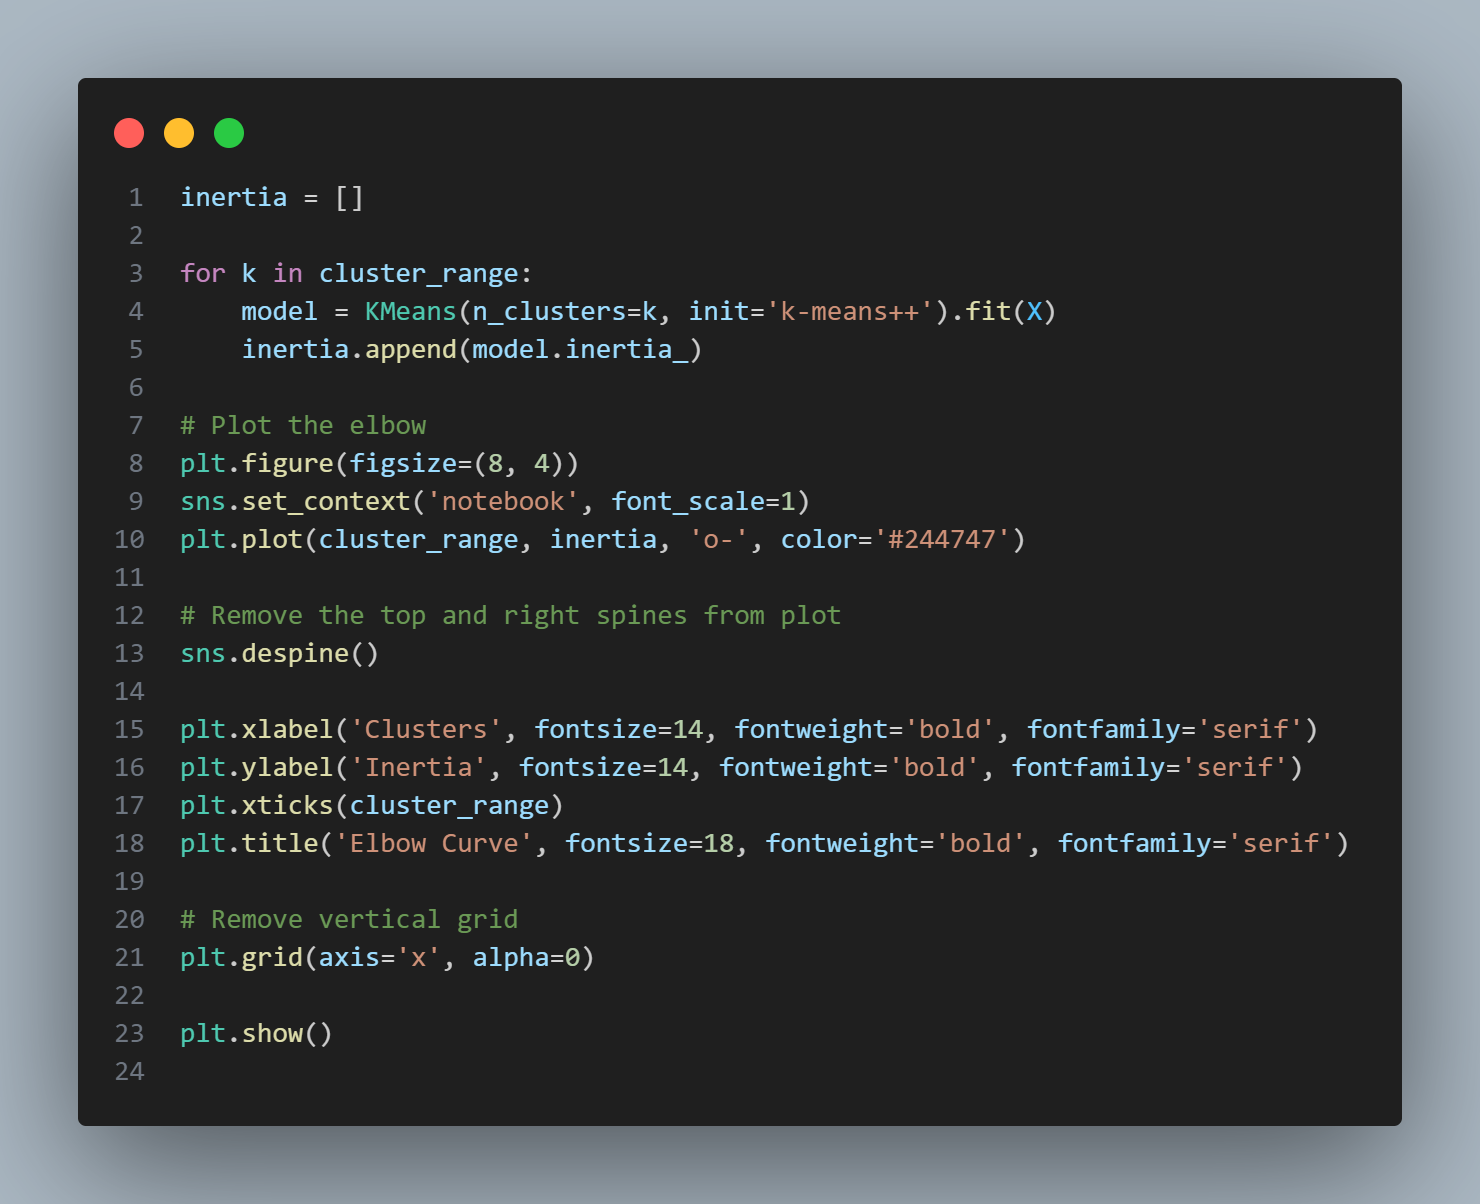 1 inertia = []
2
3 for k in cluster_range:
4     model = KMeans(n_clusters=k, init='k-means++').fit(X)
5     inertia.append(model.inertia_)
6
7 # Plot the elbow
8 plt.figure(figsize=(8, 4))
9 sns.set_context('notebook', font_scale=1)
10 plt.plot(cluster_range, inertia, 'o-', color='#244747')
11
12 # Remove the top and right spines from plot
13 sns.despine()
14
15 plt.xlabel('Clusters', fontsize=14, fontweight='bold', fontfamily='serif')
16 plt.ylabel('Inertia', fontsize=14, fontweight='bold', fontfamily='serif')
17 plt.xticks(cluster_range)
18 plt.title('Elbow Curve', fontsize=18, fontweight='bold', fontfamily='serif')
19
20 # Remove vertical grid
21 plt.grid(axis='x', alpha=0)
22
23 plt.show()
24